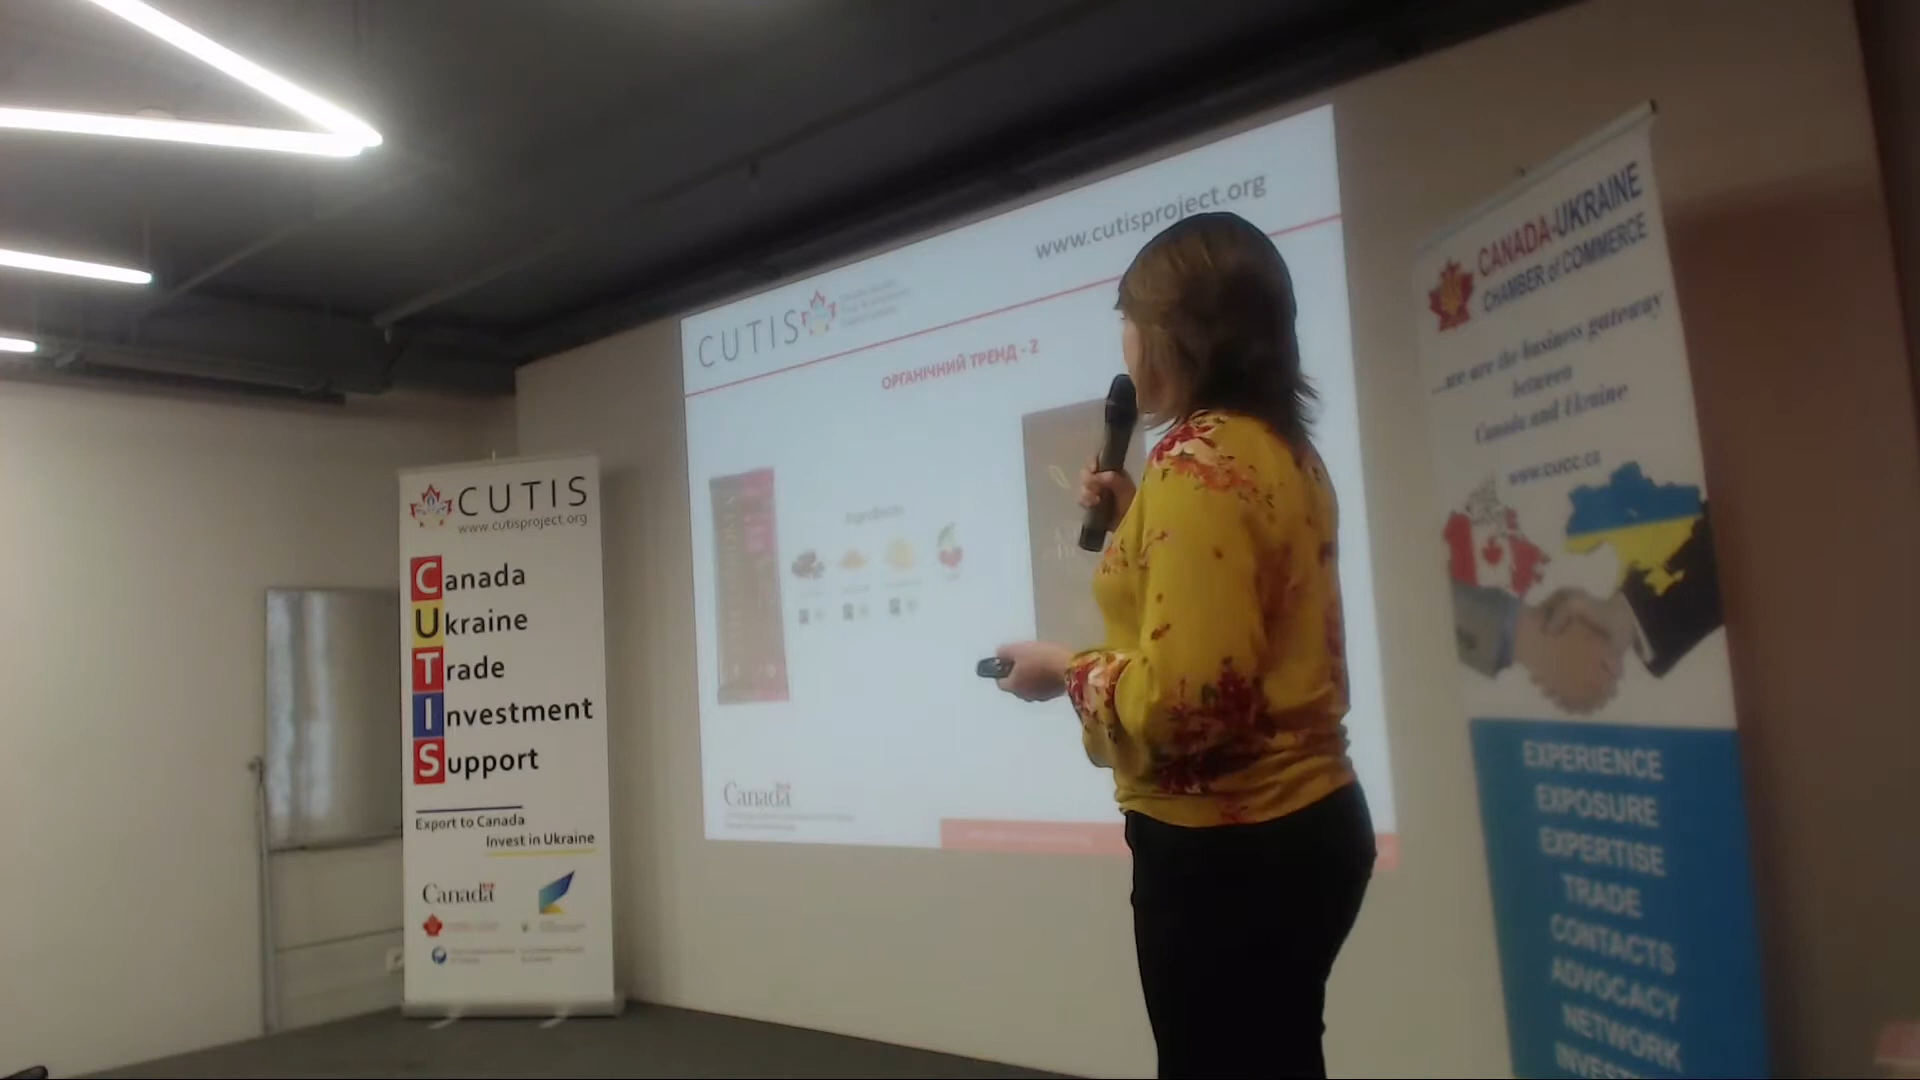 CUTIS
www.cutisproject.org
Canada
Ukraine
Trade
Investment
Support
Export to Canada
Invest in Ukraine
Canada
CUTIS
www.cutisproject.org
ОРГАНІЧНИЙ ТРЕНД - 2
Ingredients
Canada
CANADA-UKRAINE
CHAMBER of COMMERCE
...we are the business gateway
between
Canada and Ukraine
www.cucc.ca
EXPERIENCE
EXPOSURE
EXPERTISE
TRADE
CONTACTS
ADVOCACY
NETWORK